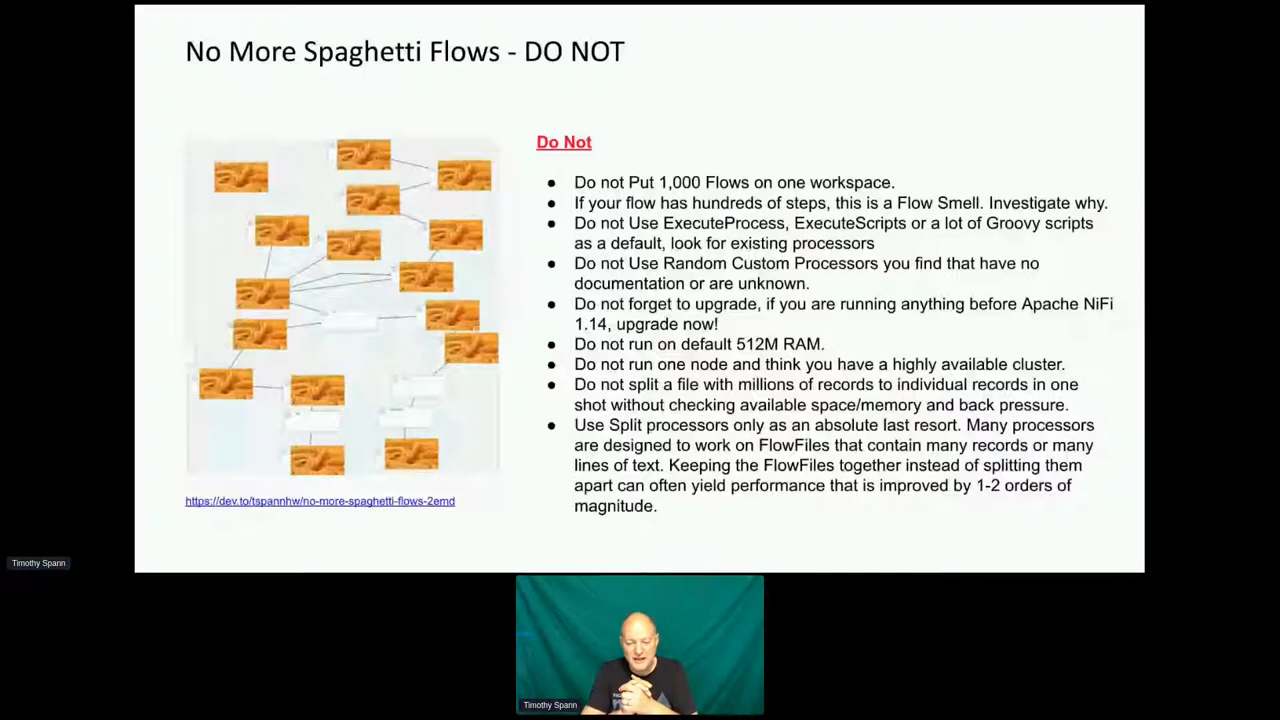 No More Spaghetti Flows - DO NOT
Do Not
● Do not Put 1,000 Flows on one workspace.
● If your flow has hundreds of steps, this is a Flow Smell. Investigate why.
● Do not Use ExecuteProcess, ExecuteScripts or a lot of Groovy scripts
as a default, look for existing processors
● Do not Use Random Custom Processors you find that have no
documentation or are unknown.
● Do not forget to upgrade, if you are running anything before Apache NiFi
1.14, upgrade now!
● Do not run on default 512M RAM.
● Do not run one node and think you have a highly available cluster.
● Do not split a file with millions of records to individual records in one
shot without checking available space/memory and back pressure.
● Use Split processors only as an absolute last resort. Many processors
are designed to work on FlowFiles that contain many records or many
lines of text. Keeping the FlowFiles together instead of splitting them
apart can often yield performance that is improved by 1-2 orders of
magnitude.
https://dev.to/tspannhw/no-more-spaghetti-flows-2emd
Timothy Spann
Timothy Spann